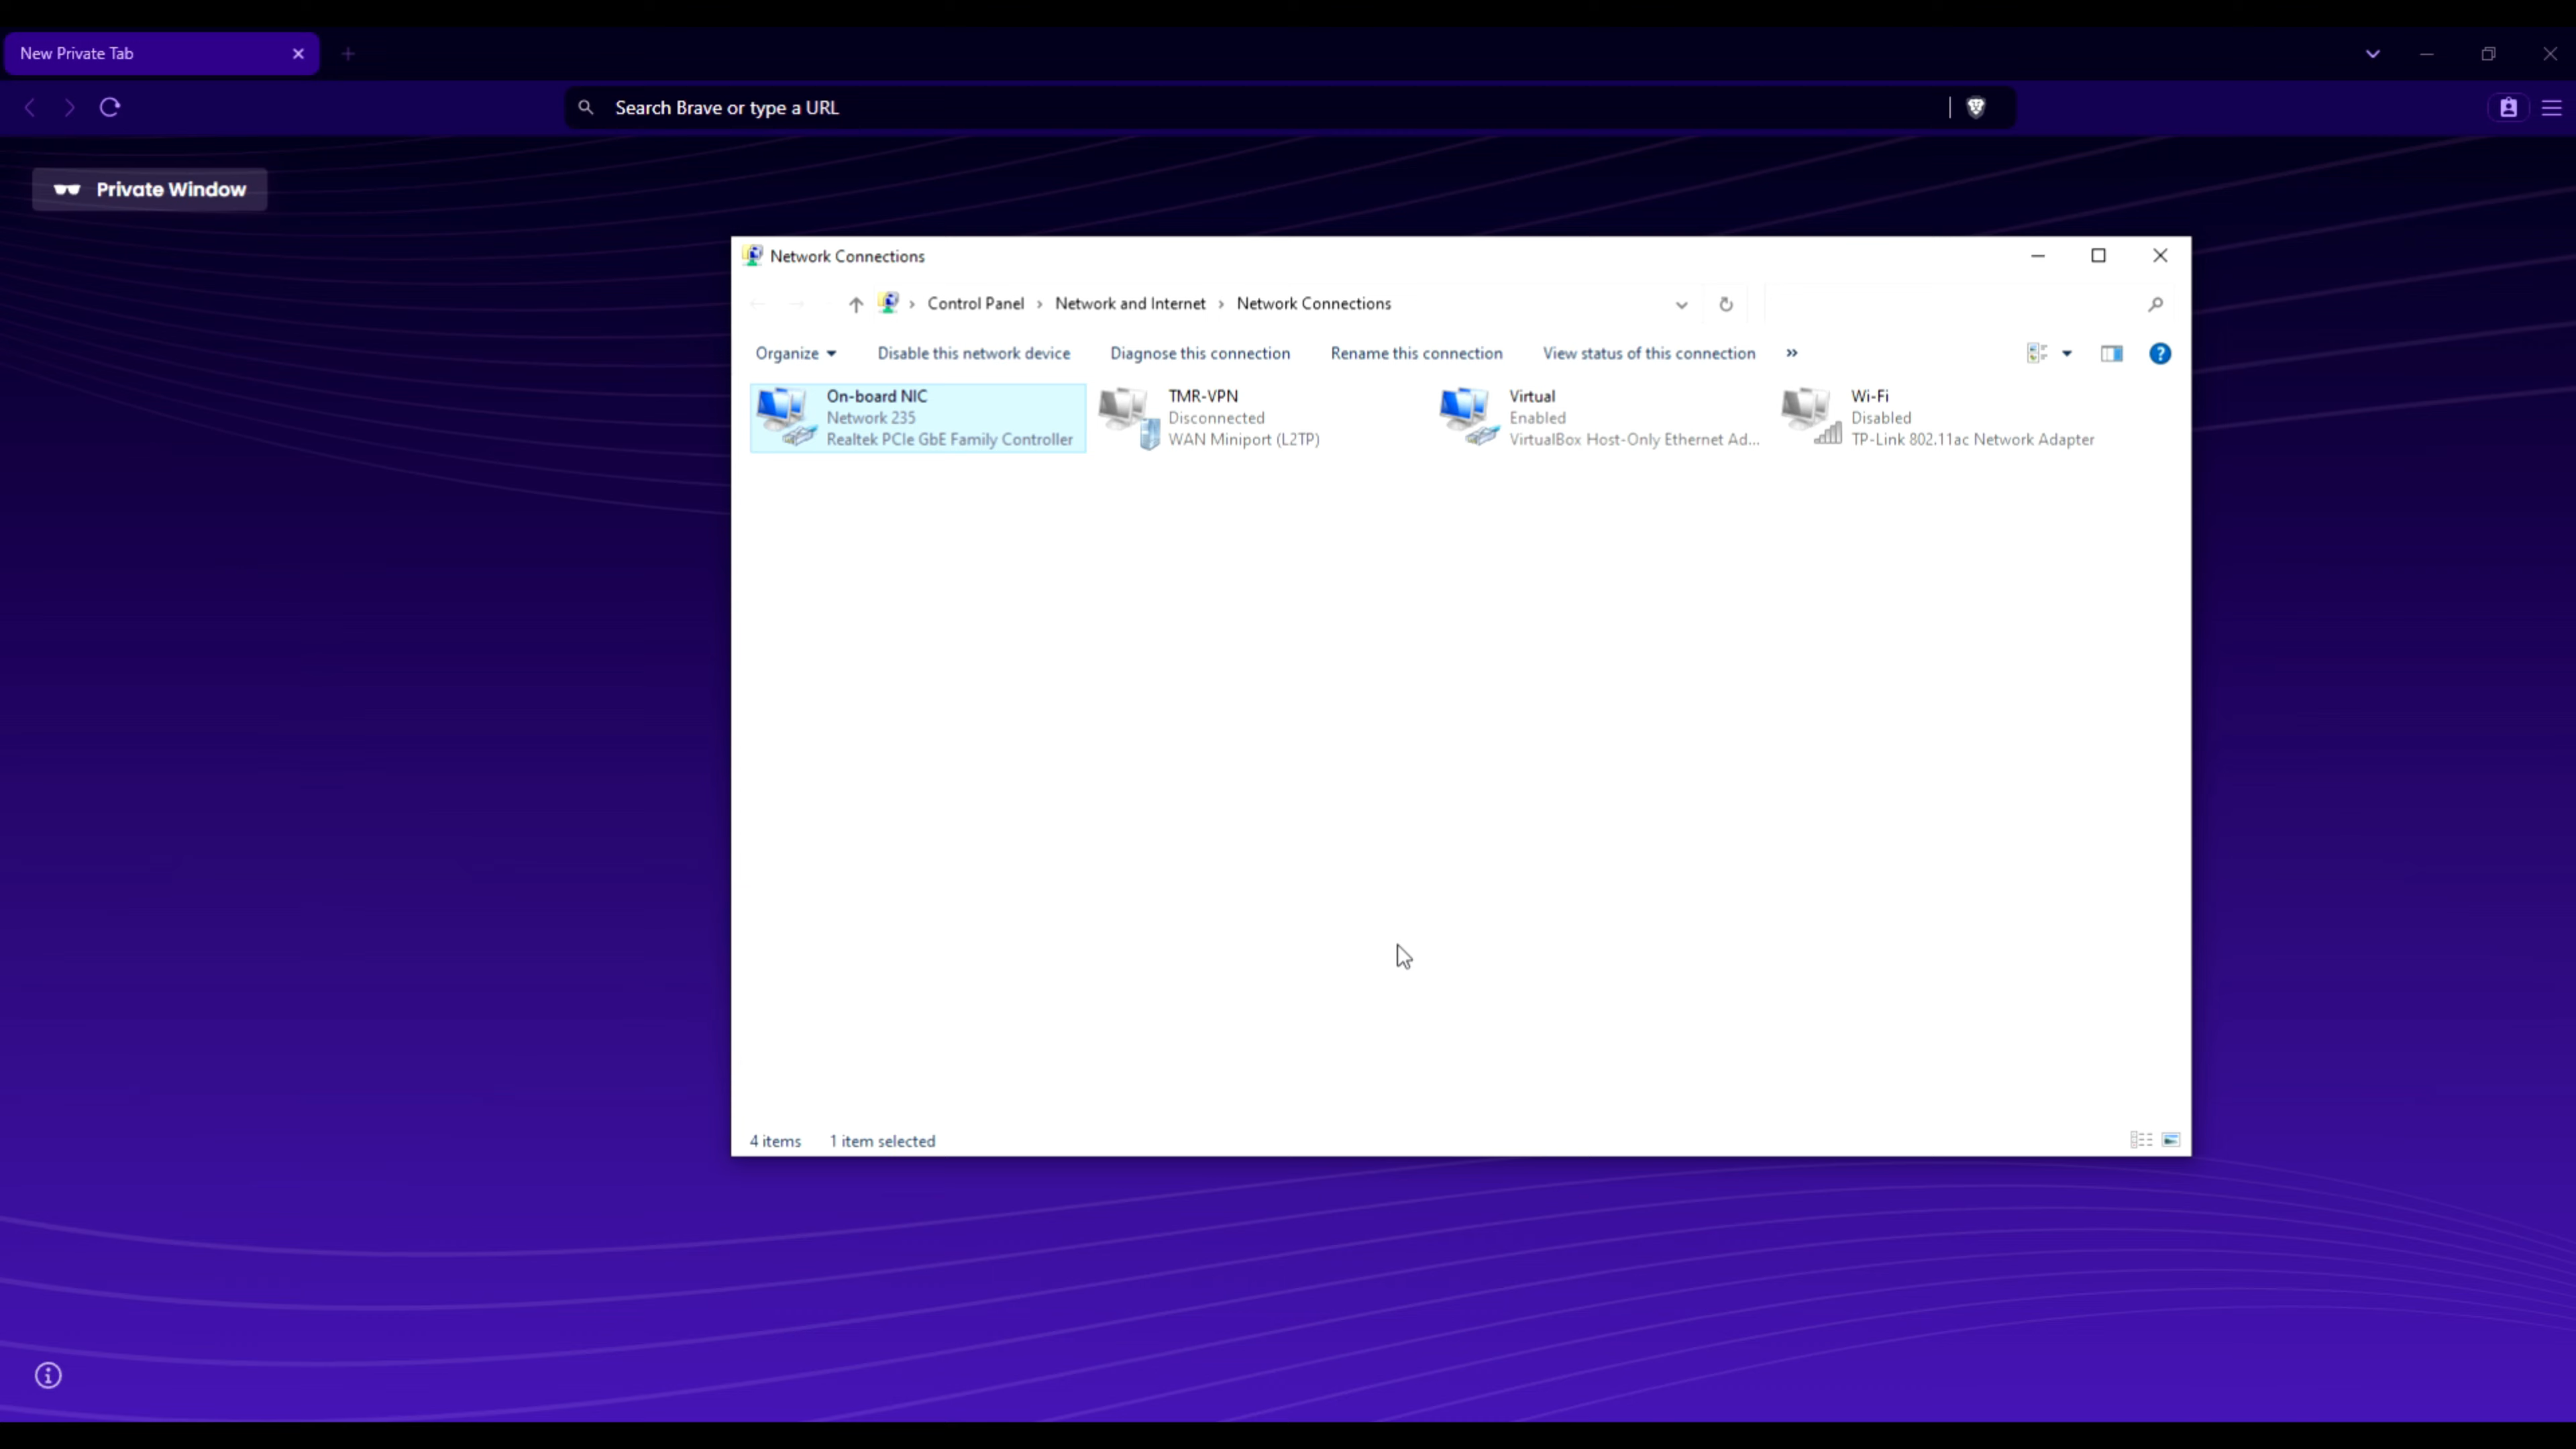 New Private Tab
Search Brave or type a URL
Private Window
Network Connections
Control Panel › Network and Internet › Network Connections
Organize Disable this network device Diagnose this connection Rename this connection View status of this connection »
On-board NIC
Network 235
Realtek PCIe GbE Family Controller
TMR-VPN
Disconnected
WAN Miniport (L2TP)
Virtual
Enabled
VirtualBox Host-Only Ethernet Ad...
Wi-Fi
Disabled
TP-Link 802.11ac Network Adapter
4 items 1 item selected